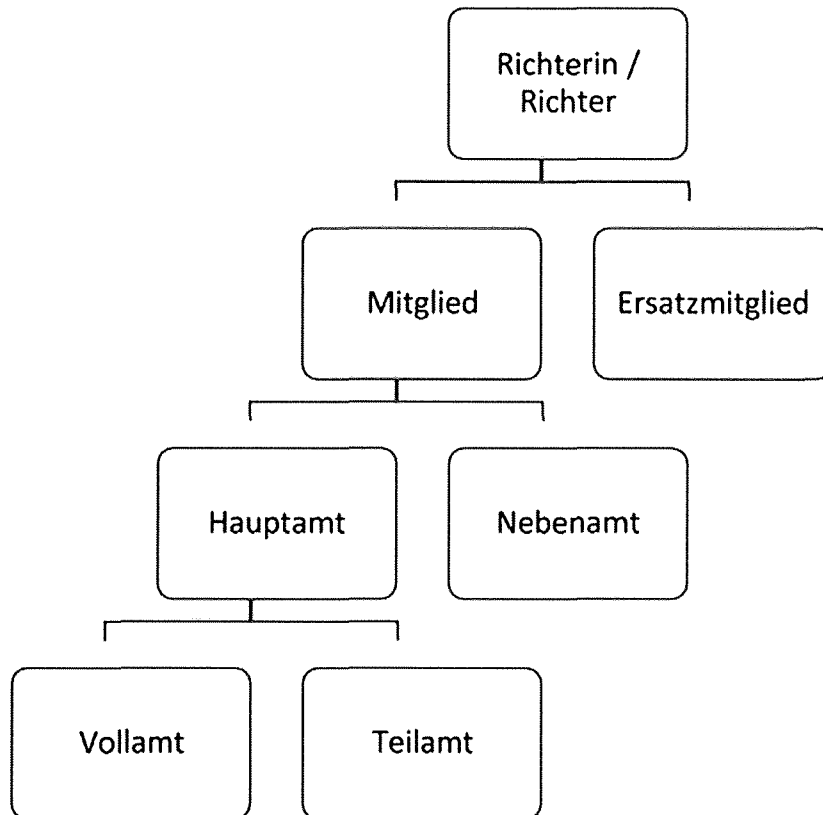 Richterin /
Richter
Mitglied
Ersatzmitglied
Hauptamt
Nebenamt
Vollamt
Teilamt